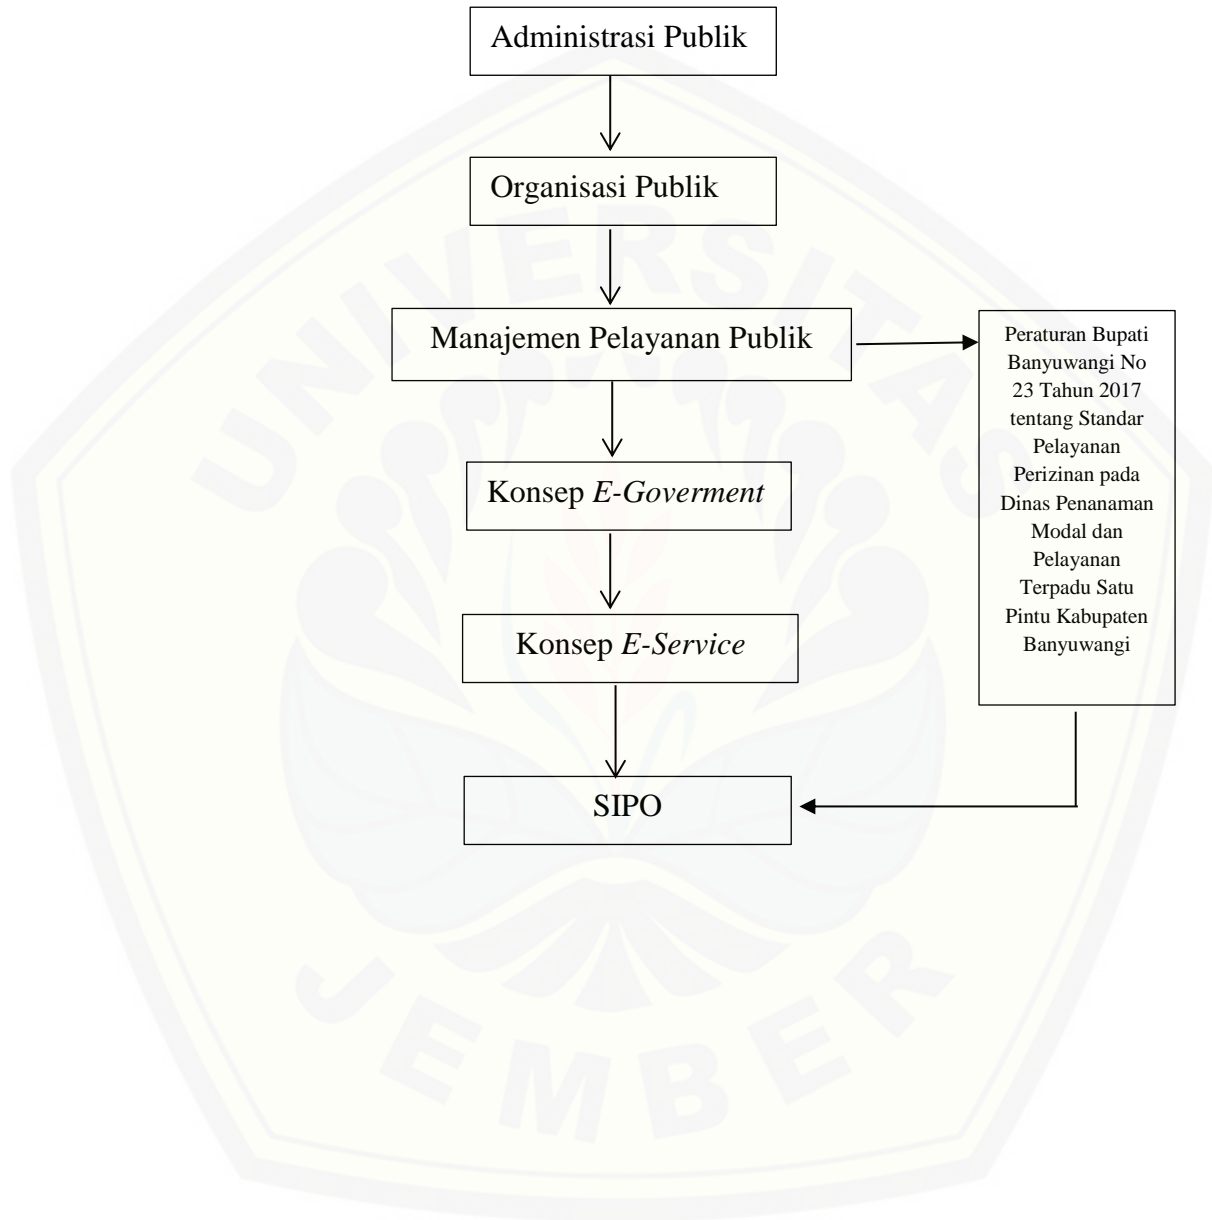 Administrasi Publik
Organisasi Publik
Manajemen Pelayanan Publik
Peraturan Bupati
Banyuwangi No
23 Tahun 2017
tentang Standar
Pelayanan
Perizinan pada
Dinas Penanaman
Modal dan
Pelayanan
Terpadu Satu
Pintu Kabupaten
Banyuwangi
Konsep E-Goverment
Konsep E-Service
SIPO
UNIVERSITAS
JEMBER